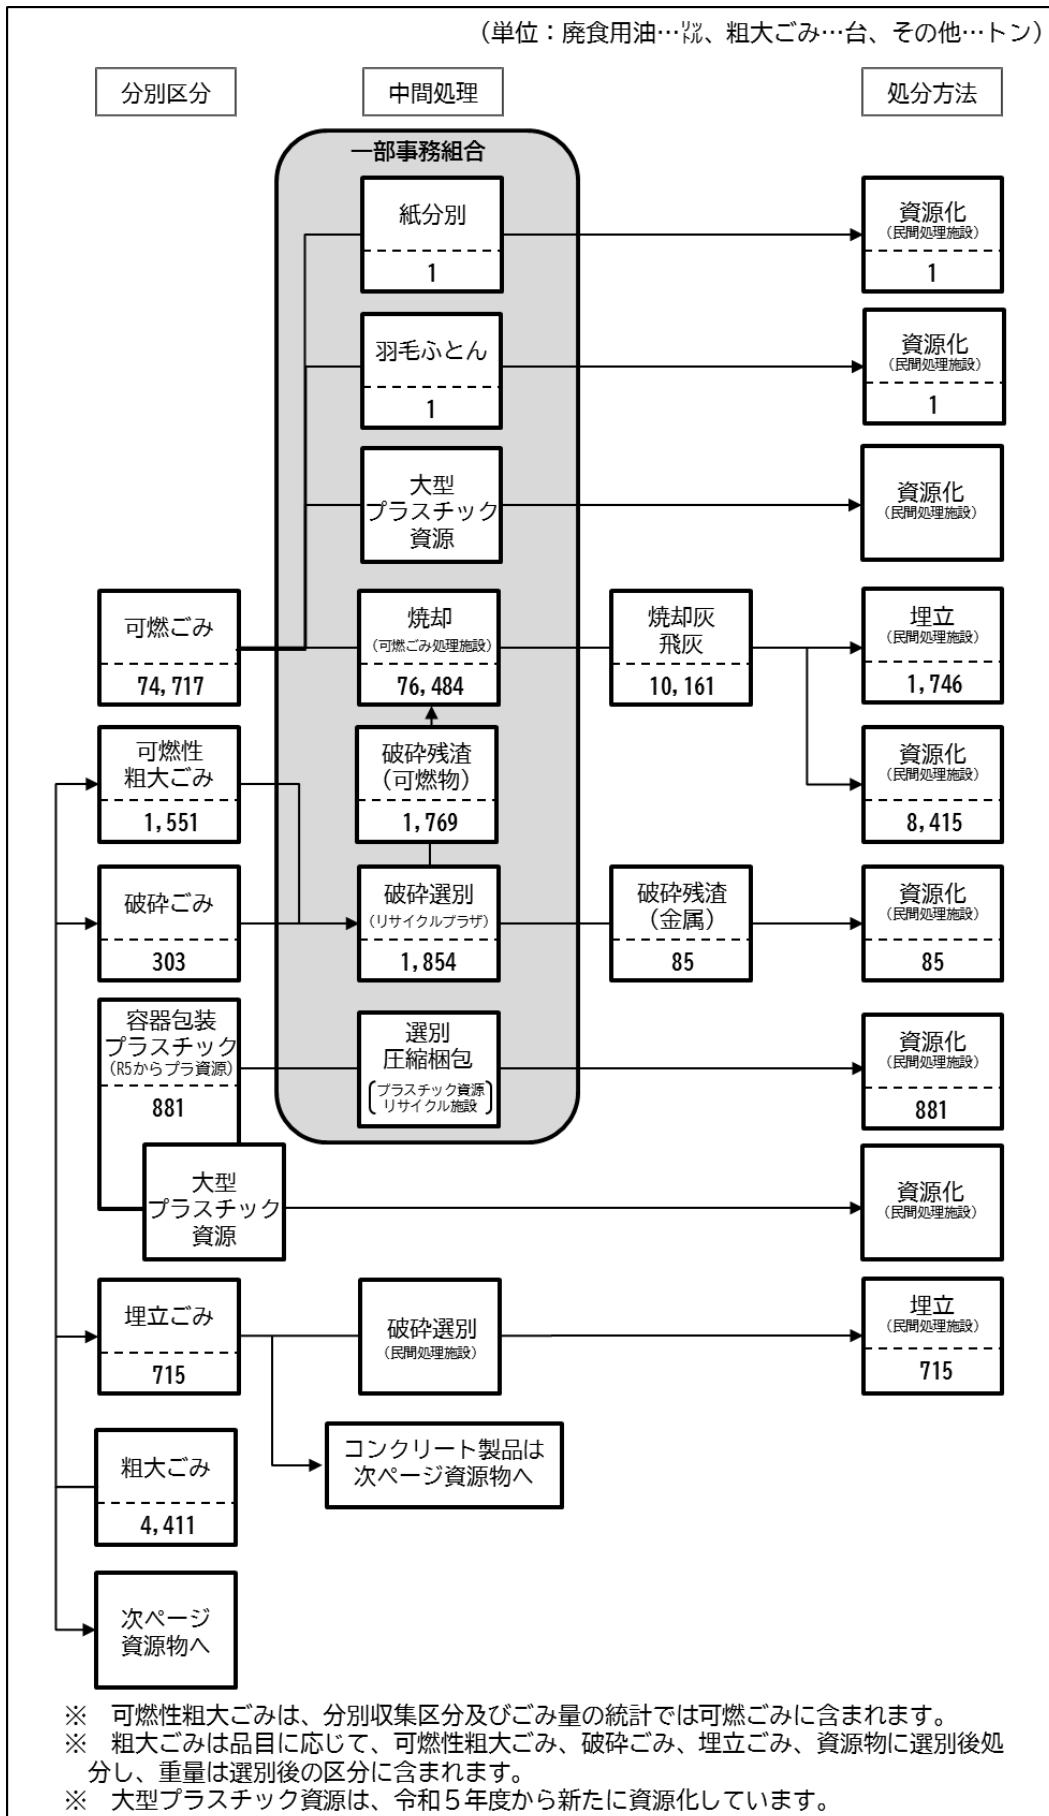 （単位：廃食用油…㍑、粗大ごみ…台、その他…トン）
分別区分
中間処理
処分方法
一部事務組合
紙分別
1
資源化
（民間処理施設）
1
羽毛ふとん
1
資源化
（民間処理施設）
1
大型
プラスチック
資源
資源化
（民間処理施設）
可燃ごみ
74,717
焼却
（可燃ごみ処理施設）
76,484
焼却灰
飛灰
10,161
埋立
（民間処理施設）
1,746
可燃性
粗大ごみ
1,551
破砕残渣
（可燃物）
1,769
資源化
（民間処理施設）
8,415
破砕ごみ
303
破砕選別
（リサイクルプラザ）
1,854
破砕残渣
（金属）
85
資源化
（民間処理施設）
85
容器包装
プラスチック
（R5からプラ資源）
881
選別
圧縮梱包
プラスチック資源
リサイクル施設
資源化
（民間処理施設）
881
大型
プラスチック
資源
資源化
（民間処理施設）
埋立ごみ
715
破砕選別
（民間処理施設）
埋立
（民間処理施設）
715
コンクリート製品は
次ページ資源物へ
粗大ごみ
4,411
次ページ
資源物へ
※　可燃性粗大ごみは、分別収集区分及びごみ量の統計では可燃ごみに含まれます。
※　粗大ごみは品目に応じて、可燃性粗大ごみ、破砕ごみ、埋立ごみ、資源物に選別後処
分し、重量は選別後の区分に含まれます。
※　大型プラスチック資源は、令和５年度から新たに資源化しています。